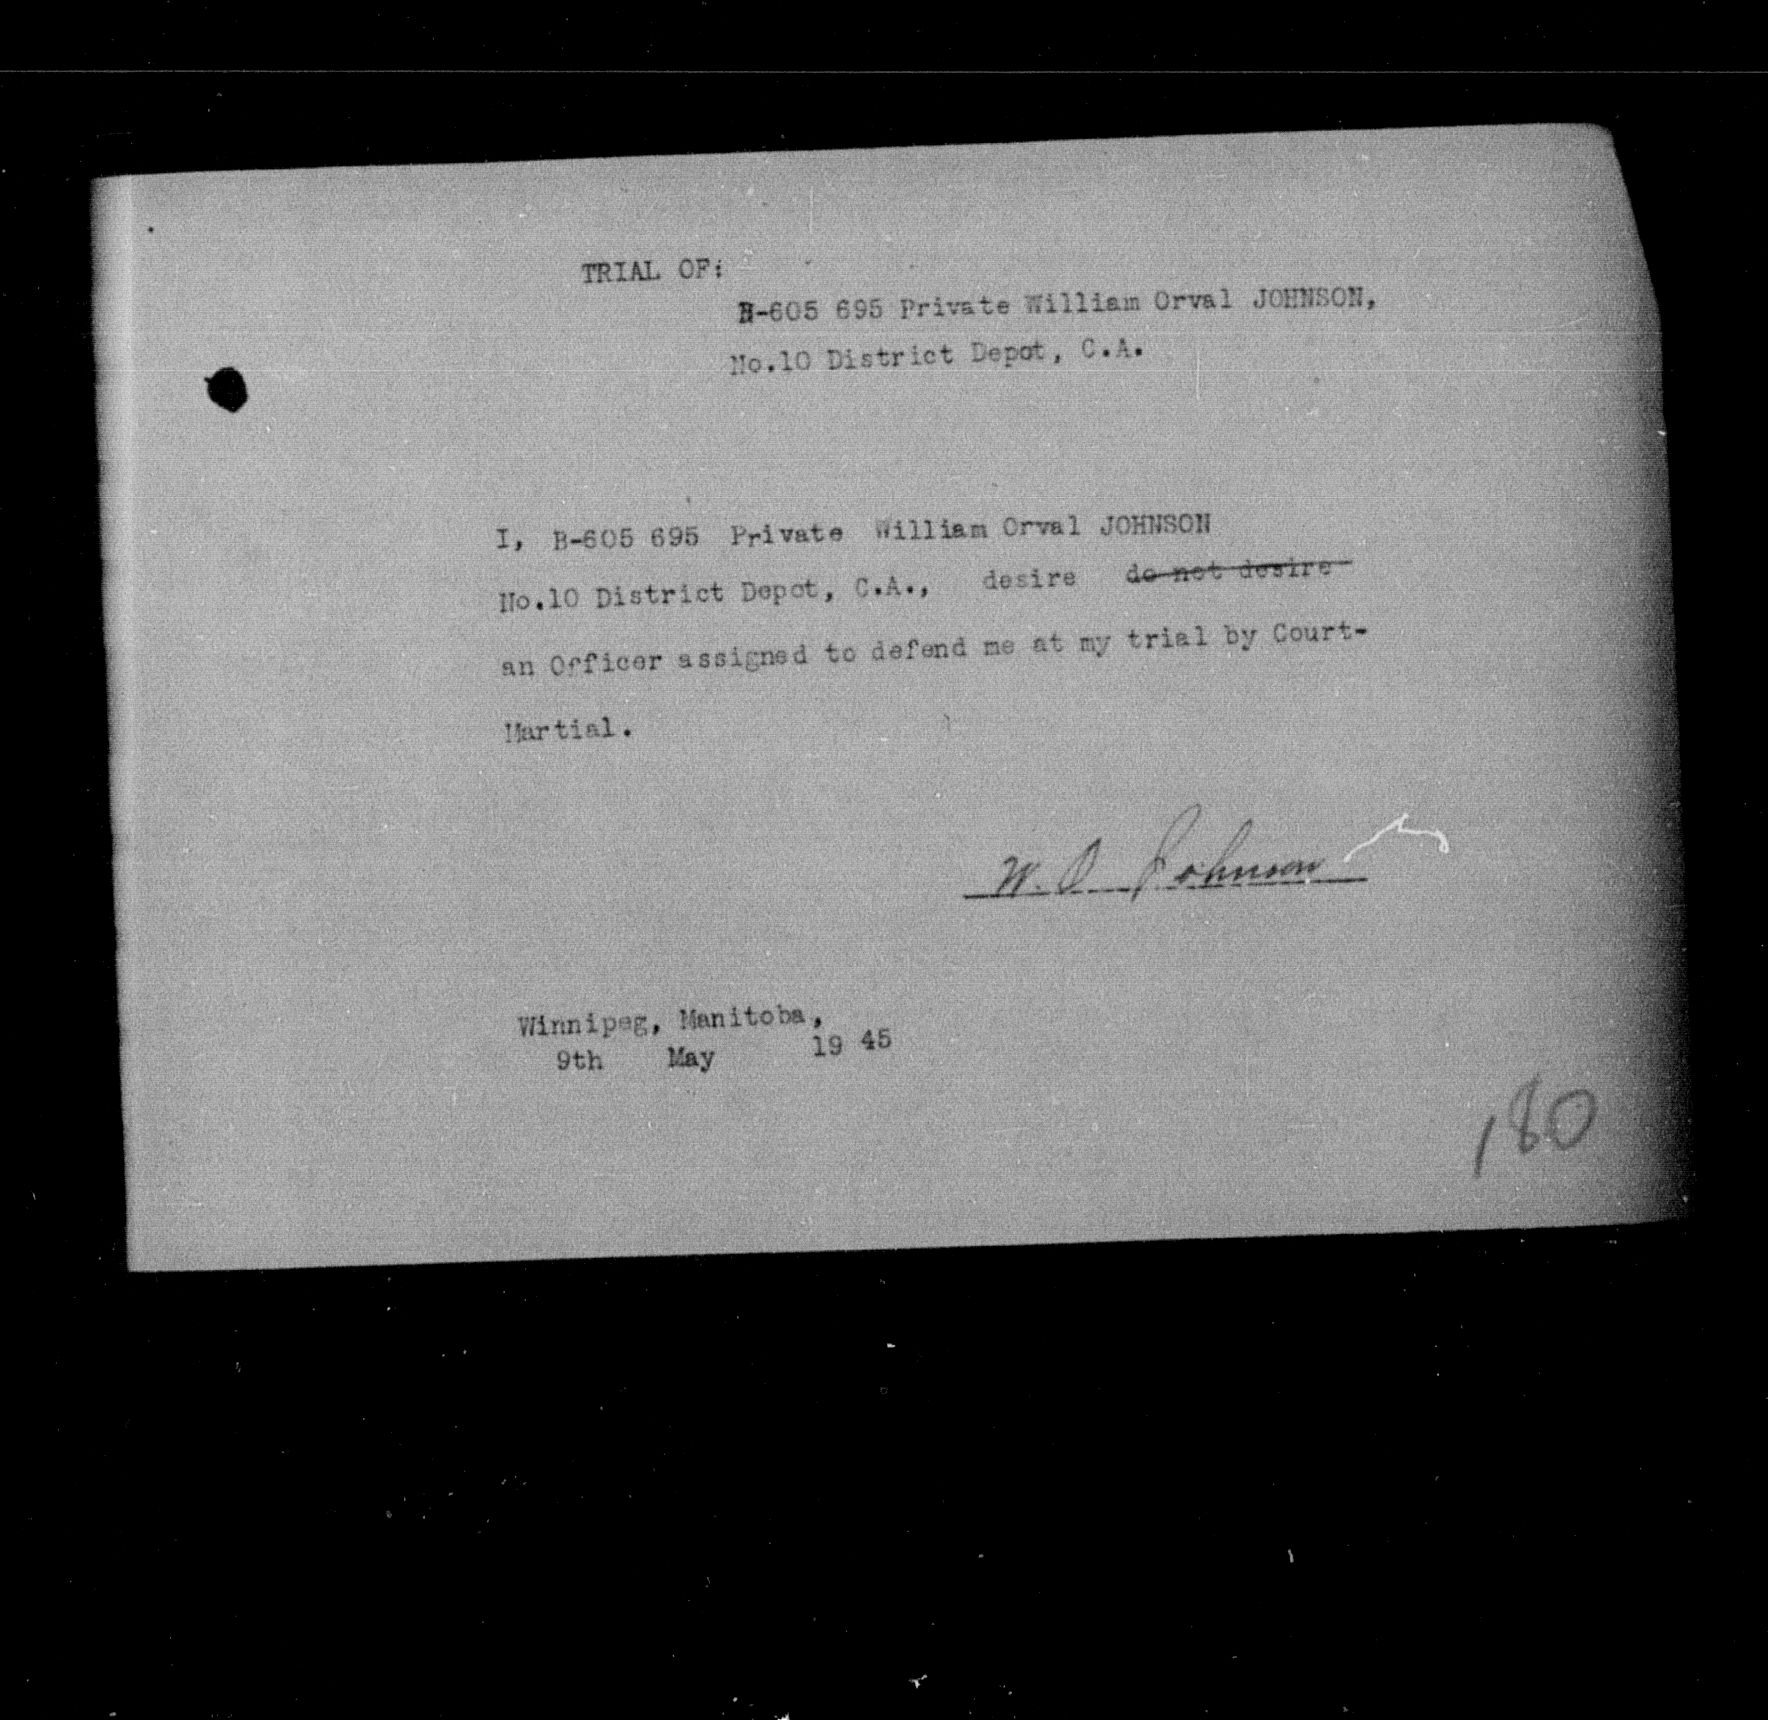 TRIAL OF:
B-605 695 Private William Orval JOHNSON,
No.10 District Depot, C.A.
I, B-605 695 Private William Orval JOHNSON
No.10 District Depot, C.A., desire do not desire
an Officer assigned to defend me at my trial by Court-
Martial.
W. O Johnson
Winnipeg, Manitoba,
9th May 19 45
180